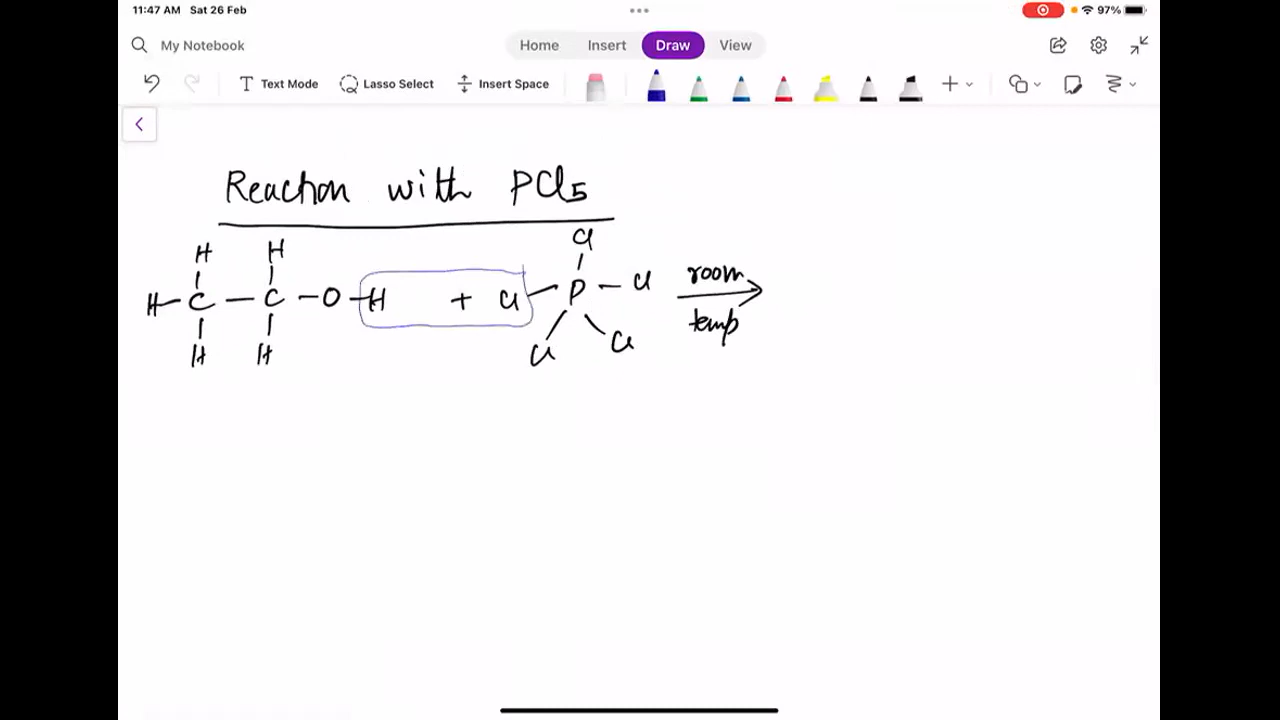 11:47 AM Sat 26 Feb
97%
My Notebook
Home Insert Draw View
Text Mode Lasso Select Insert Space
Reaction with PCl5
H H Cl
H-C-C-O-H + Cl-P-Cl room
temp
H H Cl Cl